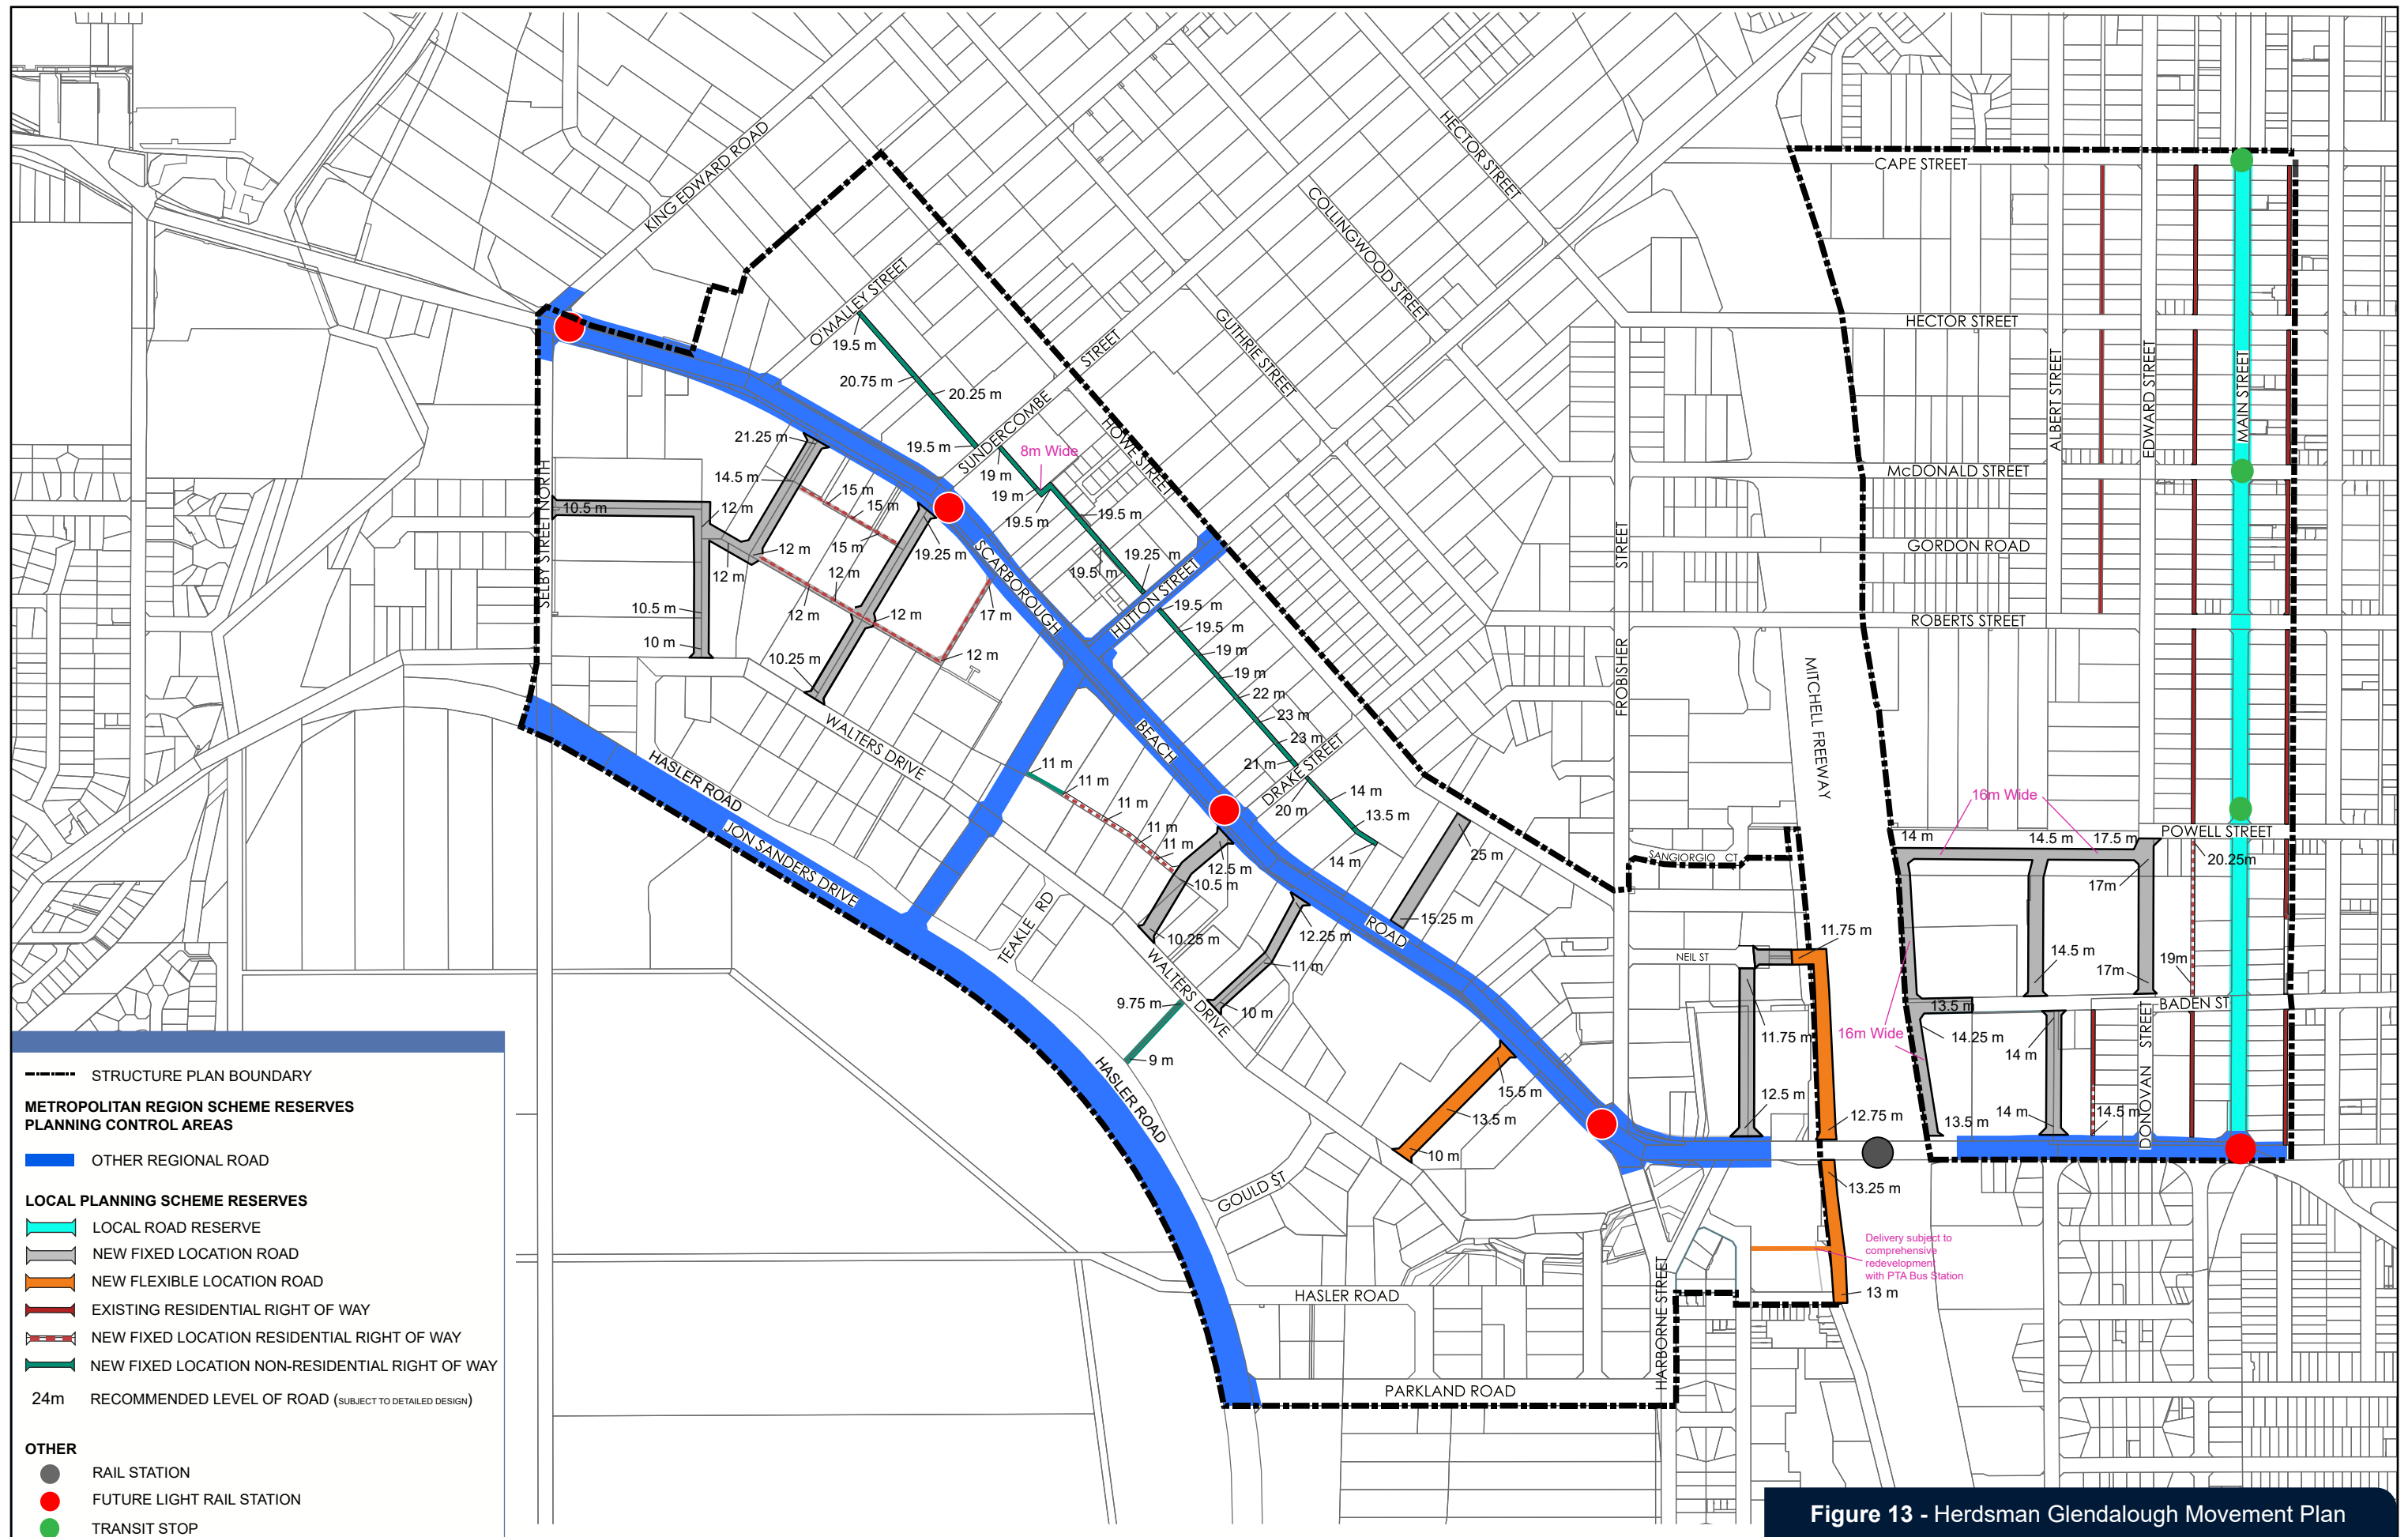 KING EDWARD ROAD
HECTOR STREET
COLLINGWOOD STREET
CAPE STREET
O'MALLEY STREET
GUTHRIE STREET
HECTOR STREET
19.5 m
20.75 m
20.25 m
ALBERT STREET
EDWARD STREET
MAIN STREET
SUNDERCOMBE STREET
HOWE STREET
21.25 m
19.5 m
8m Wide
19 m
19 m
McDONALD STREET
SELBY STREET NORTH
14.5 m
15 m
15 m
10.5 m
12 m
19.5 m
19.5 m
15 m
19.25 m
SCARBOROUGH
19.25 m
GORDON ROAD
STREET
12 m
12 m
12 m
19.5 m
HUTTON STREET
10.5 m
12 m
12 m
17 m
19.5 m
19.5 m
ROBERTS STREET
10 m
10.25 m
12 m
19 m
19 m
22 m
FROBISHER
MITCHELL FREEWAY
WALTERS DRIVE
BEACH
23 m
23 m
HASLER ROAD
11 m
11 m
21 m
DRAKE STREET
14 m
16m Wide
JON SANDERS DRIVE
11 m
11 m
11 m
20 m
13.5 m
14 m
14 m
14.5 m
17.5 m
POWELL STREET
12.5 m
10.5 m
25 m
SANGIORGIO CT
20.25m
17m
TEAKLE RD
10.25 m
12.25 m
15.25 m
ROAD
11.75 m
WALTERS DRIVE
11 m
NEIL ST
14.5 m
17m
19m
9.75 m
10 m
13.5 m
BADEN ST
9 m
11.75 m
16m Wide
14.25 m
14 m
DONOVAN STREET
HASLER ROAD
15.5 m
13.5 m
12.5 m
12.75 m
13.5 m
14 m
14.5 m
10 m
GOULD ST
13.25 m
Delivery subject to
comprehensive
redevelopment
with PTA Bus Station
HASLER ROAD
HARBORNE STREET
13 m
PARKLAND ROAD
STRUCTURE PLAN BOUNDARY
METROPOLITAN REGION SCHEME RESERVES
PLANNING CONTROL AREAS
OTHER REGIONAL ROAD
LOCAL PLANNING SCHEME RESERVES
LOCAL ROAD RESERVE
NEW FIXED LOCATION ROAD
NEW FLEXIBLE LOCATION ROAD
EXISTING RESIDENTIAL RIGHT OF WAY
NEW FIXED LOCATION RESIDENTIAL RIGHT OF WAY
NEW FIXED LOCATION NON-RESIDENTIAL RIGHT OF WAY
24m RECOMMENDED LEVEL OF ROAD (SUBJECT TO DETAILED DESIGN)
OTHER
RAIL STATION
FUTURE LIGHT RAIL STATION
TRANSIT STOP
Figure 13 - Herdsman Glendalough Movement Plan